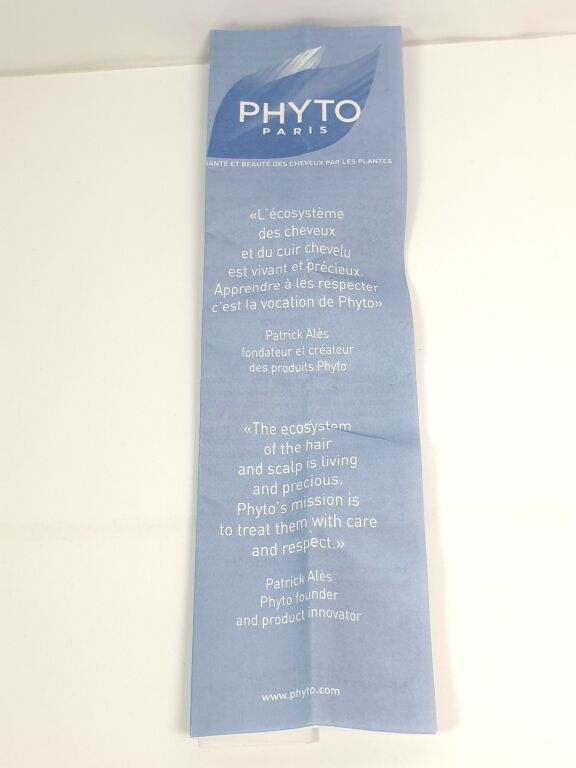 PHYTO
PARIS
SANTÉ ET BEAUTÉ DES CHEVEUX PAR LES PLANTES
«L'écosystème
des cheveux
et du cuir chevelu
est vivant et précieux.
Apprendre à les respecter
c'est la vocation de Phyto»
Patrick Alès
fondateur et créateur
des produits Phyto
«The ecosystem
of the hair
and scalp is living
and precious.
Phyto's mission is
to treat them with care
and respect.»
Patrick Alès
Phyto founder
and product innovator
www.phyto.com